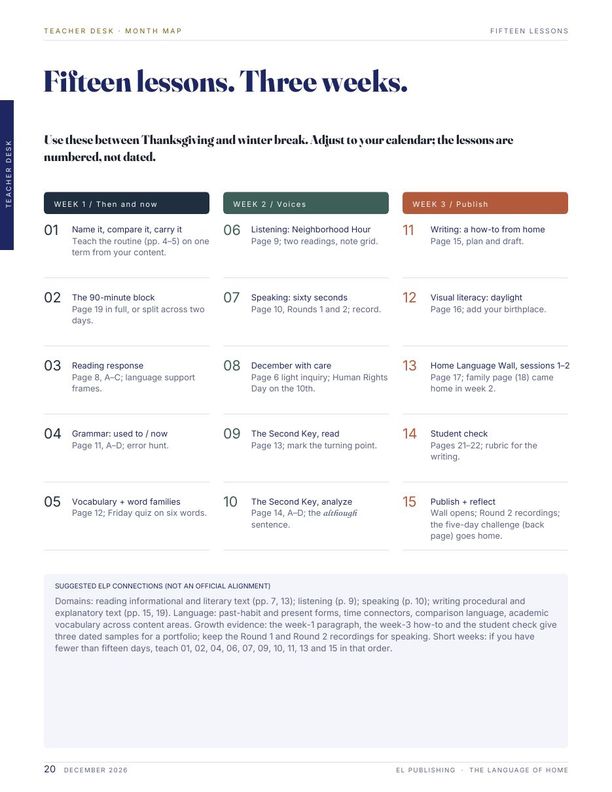 TEACHER DESK · MONTH MAP
FIFTEEN LESSONS
Fifteen lessons. Three weeks.
TEACHER DESK
Use these between Thanksgiving and winter break. Adjust to your calendar; the lessons are
numbered, not dated.
WEEK 1 / Then and now
01 Name it, compare it, carry it
Teach the routine (pp. 4–5) on one
term from your content.
02 The 90-minute block
Page 19 in full, or split across two
days.
03 Reading response
Page 8, A–C; language support
frames.
04 Grammar: used to / now
Page 11, A–D; error hunt.
05 Vocabulary + word families
Page 12; Friday quiz on six words.
WEEK 2 / Voices
06 Listening: Neighborhood Hour
Page 9; two readings, note grid.
07 Speaking: sixty seconds
Page 10, Rounds 1 and 2; record.
08 December with care
Page 6 light inquiry; Human Rights
Day on the 10th.
09 The Second Key, read
Page 13; mark the turning point.
10 The Second Key, analyze
Page 14, A–D; the although
sentence.
WEEK 3 / Publish
11 Writing: a how-to from home
Page 15, plan and draft.
12 Visual literacy: daylight
Page 16; add your birthplace.
13 Home Language Wall, sessions 1–2
Page 17; family page (18) came
home in week 2.
14 Student check
Pages 21–22; rubric for the
writing.
15 Publish + reflect
Wall opens; Round 2 recordings;
the five-day challenge (back
page) goes home.
SUGGESTED ELP CONNECTIONS (NOT AN OFFICIAL ALIGNMENT)
Domains: reading informational and literary text (pp. 7, 13); listening (p. 9); speaking (p. 10); writing procedural and
explanatory text (pp. 15, 19). Language: past-habit and present forms, time connectors, comparison language, academic
vocabulary across content areas. Growth evidence: the week-1 paragraph, the week-3 how-to and the student check give
three dated samples for a portfolio; keep the Round 1 and Round 2 recordings for speaking. Short weeks: if you have
fewer than fifteen days, teach 01, 02, 04, 06, 07, 09, 10, 11, 13 and 15 in that order.
20 DECEMBER 2026
EL PUBLISHING · THE LANGUAGE OF HOME